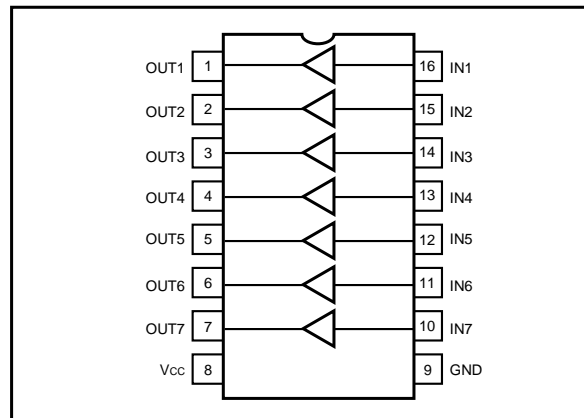 OUT1 1 16 IN1
OUT2 2 15 IN2
OUT3 3 14 IN3
OUT4 4 13 IN4
OUT5 5 12 IN5
OUT6 6 11 IN6
OUT7 7 10 IN7
Vcc 8 9 GND